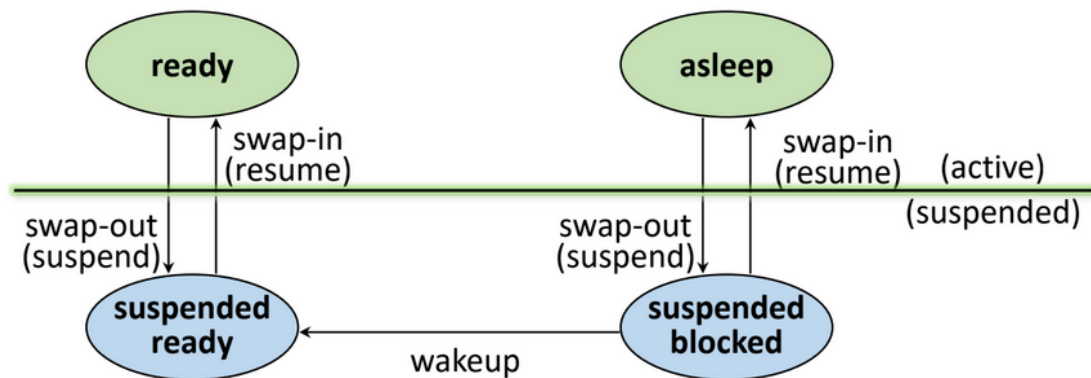 ready
asleep
swap-in
(resume)
swap-in
(resume)
(active)
(suspended)
swap-out
(suspend)
swap-out
(suspend)
suspended
ready
suspended
blocked
wakeup